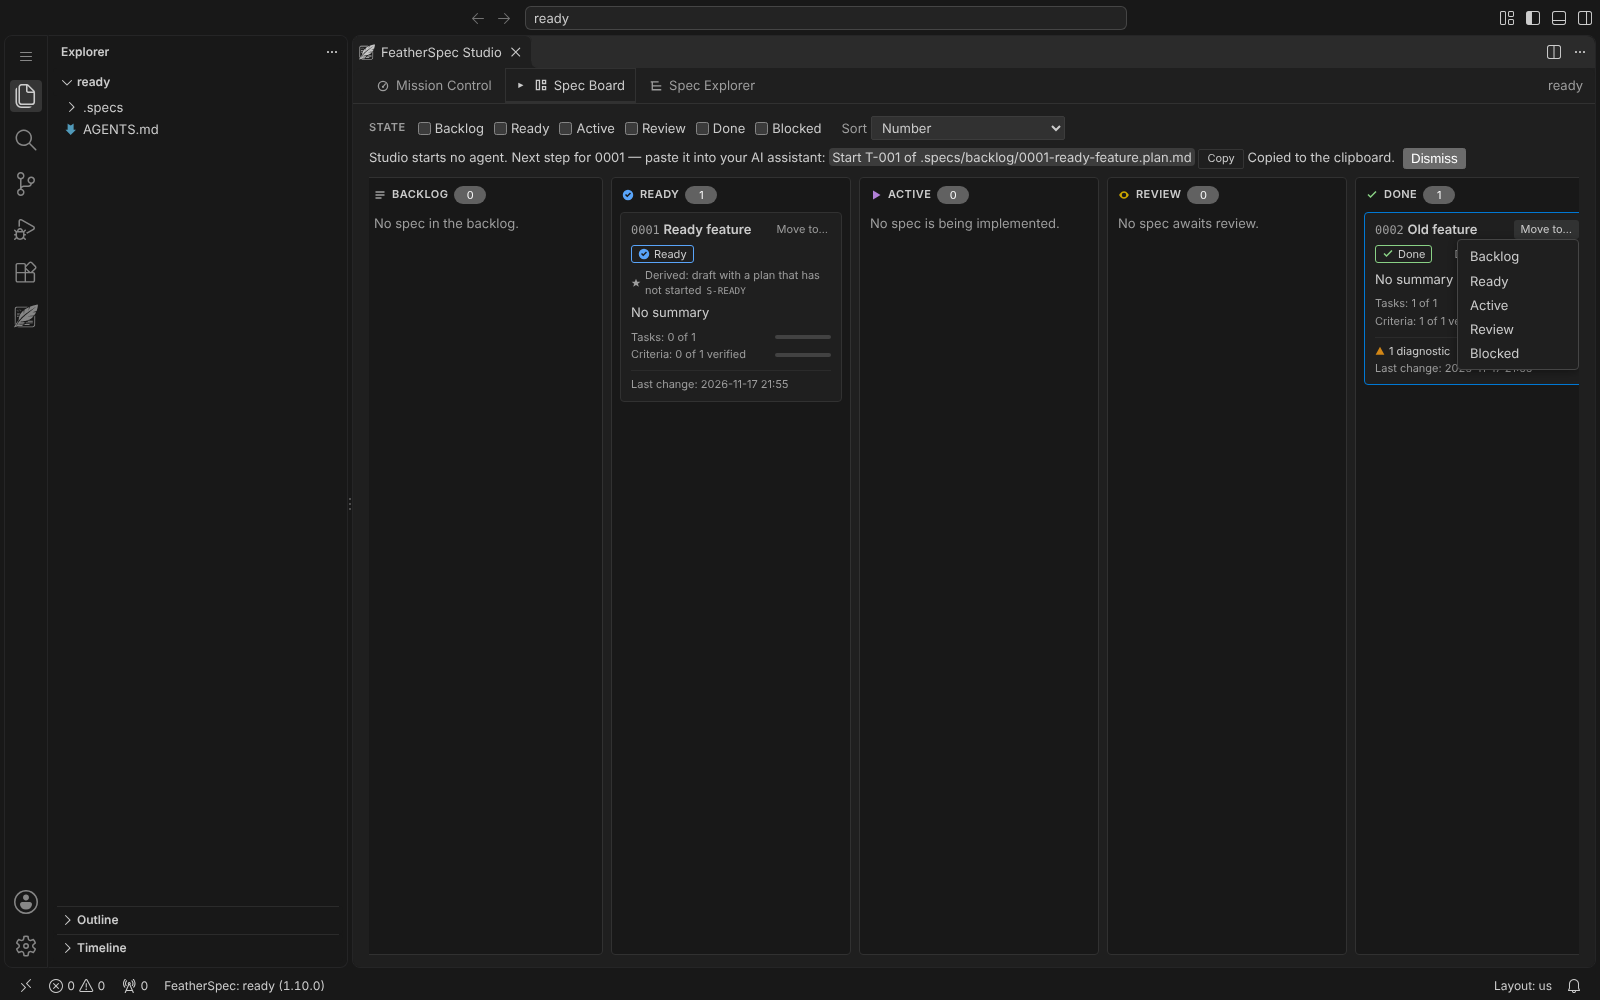 ready
Explorer
FeatherSpec Studio
ready
.specs
AGENTS.md
Mission Control
Spec Board
Spec Explorer
ready
STATE Backlog Ready Active Review Done Blocked Sort Number
Studio starts no agent. Next step for 0001 — paste it into your AI assistant: Start T-001 of .specs/backlog/0001-ready-feature.plan.md Copy Copied to the clipboard. Dismiss
BACKLOG 0
No spec in the backlog.
READY 1
0001 Ready feature Move to...
Ready
Derived: draft with a plan that has
not started S-READY
No summary
Tasks: 0 of 1
Criteria: 0 of 1 verified
Last change: 2026-11-17 21:55
ACTIVE 0
No spec is being implemented.
REVIEW 0
No spec awaits review.
DONE 1
0002 Old feature Move to...
Done
No summary
Tasks: 1 of 1
Criteria: 1 of 1
1 diagnostic
Last change:
Backlog
Ready
Active
Review
Blocked
Outline
Timeline
0 0 0 FeatherSpec: ready (1.10.0)
Layout: us